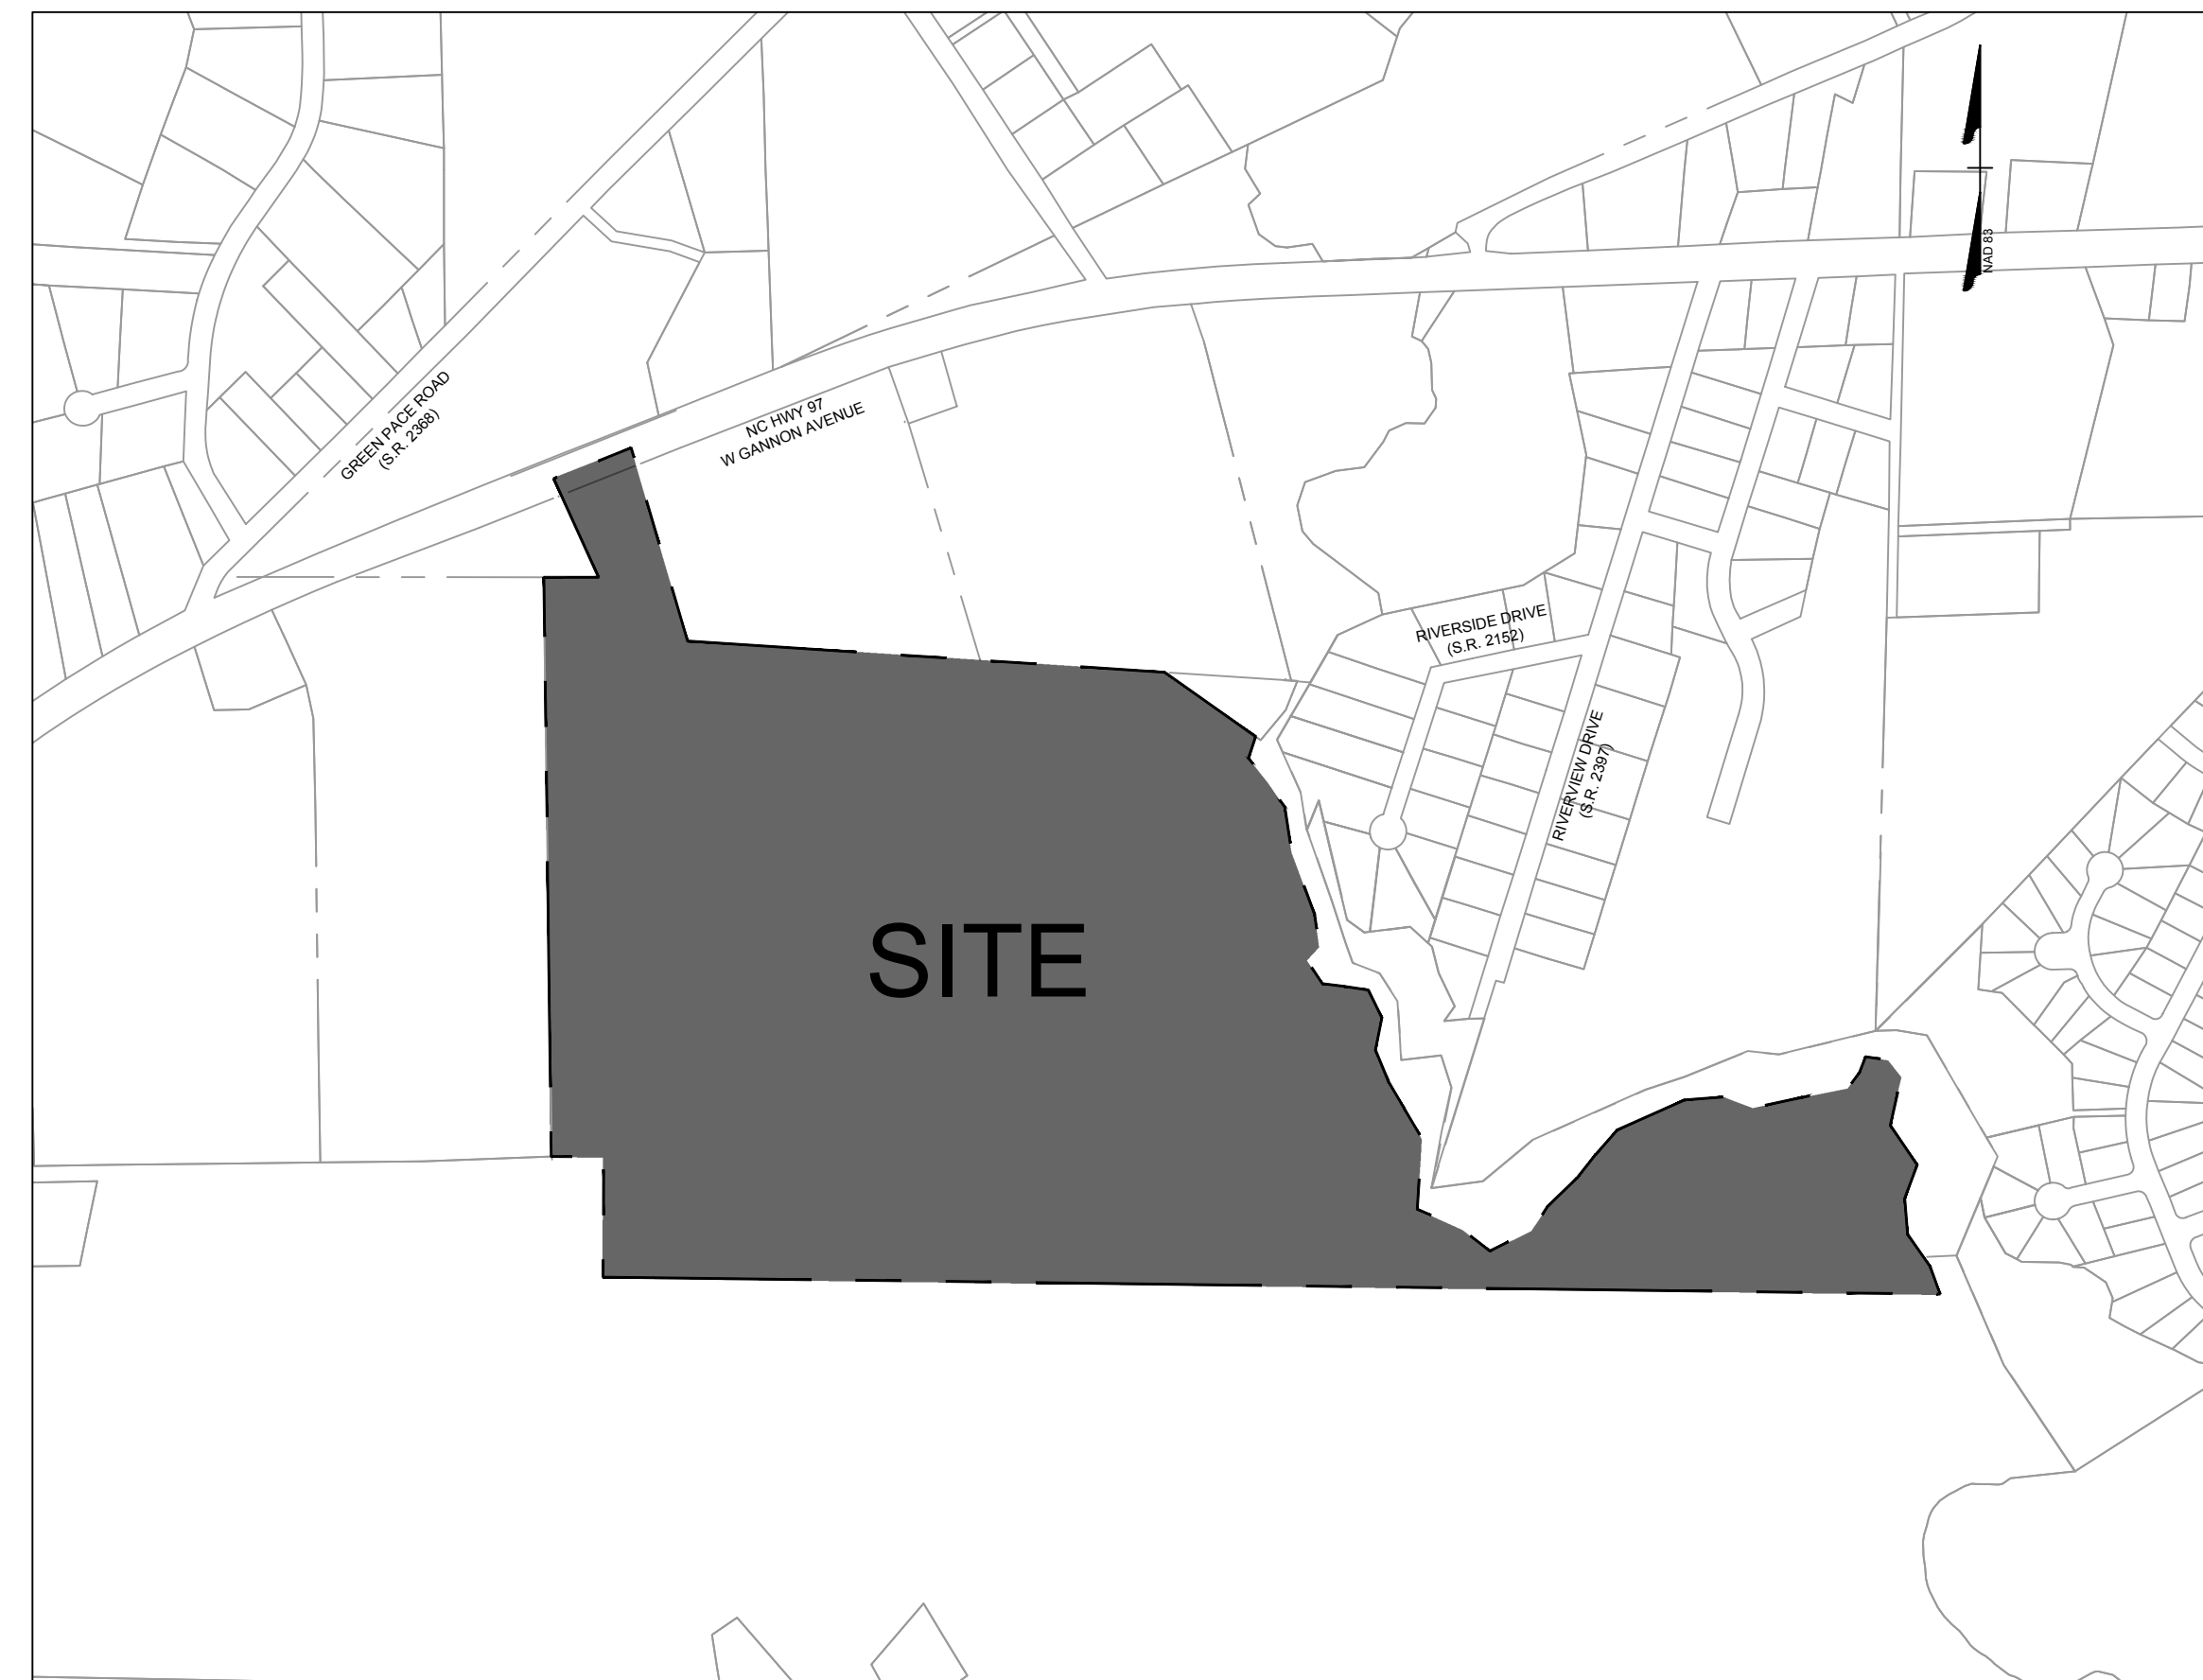 NAD 83
GREEN PACE ROAD
(S.R. 2368)
NC HWY 97
W GANNON AVENUE
RIVERSIDE DRIVE
(S.R. 2152)
RIVERVIEW DRIVE
(S.R. 2397)
SITE